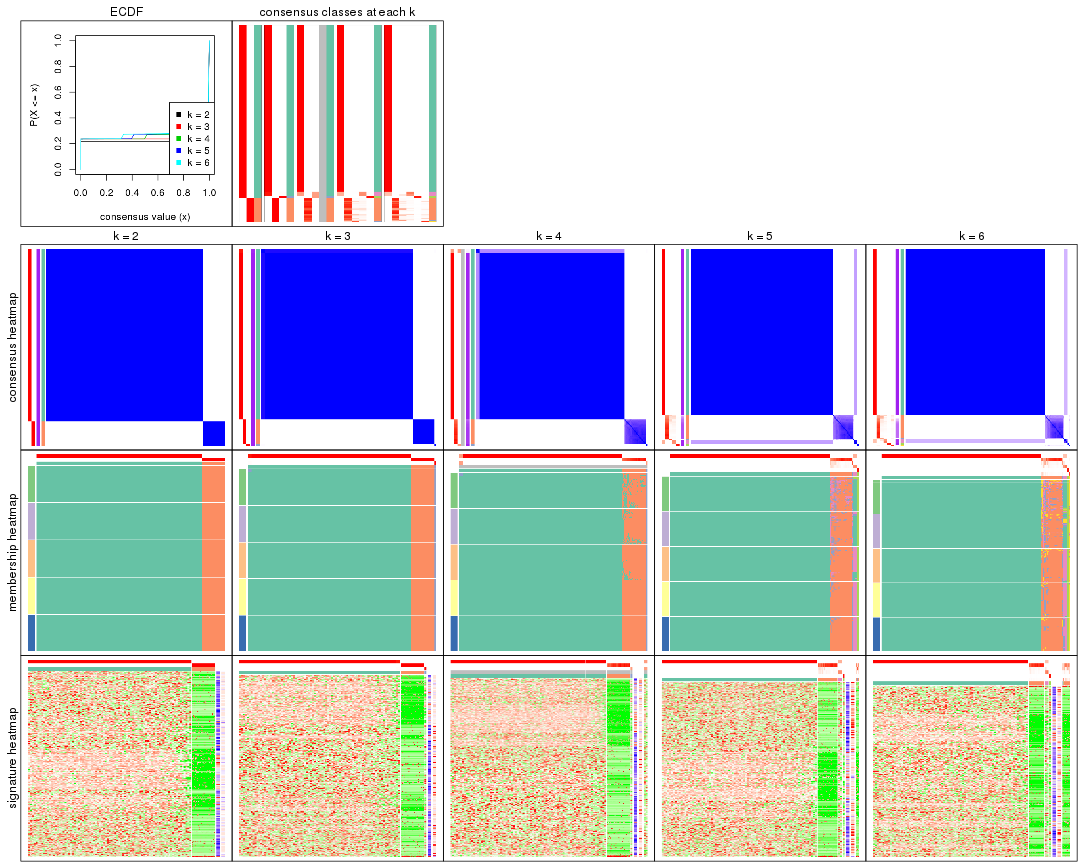 ECDF
consensus classes at each k
P(X <= x)
0.0
0.2
0.4
0.6
0.8
1.0
k = 2
k = 3
k = 4
k = 5
k = 6
0.0 0.2 0.4 0.6 0.8 1.0
consensus value (x)
k = 2 k = 3 k = 4 k = 5 k = 6
consensus heatmap
membership heatmap
signature heatmap